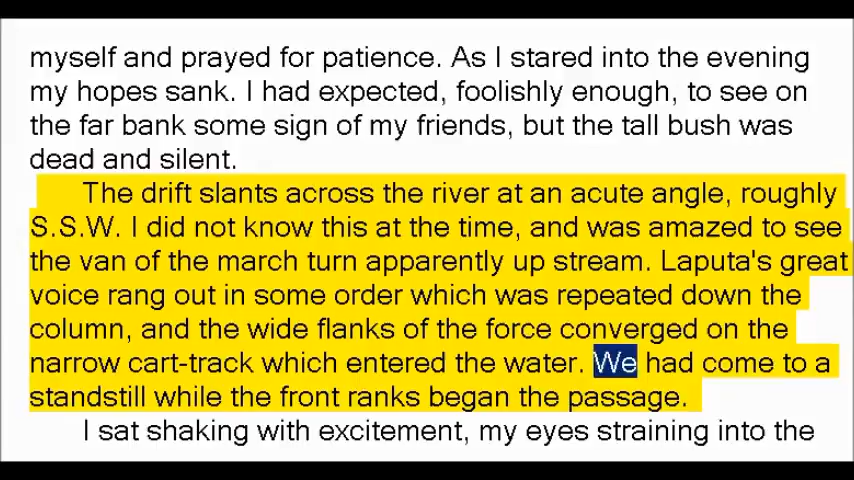 myself and prayed for patience. As I stared into the evening
my hopes sank. I had expected, foolishly enough, to see on
the far bank some sign of my friends, but the tall bush was
dead and silent.
The drift slants across the river at an acute angle, roughly
S.S.W. I did not know this at the time, and was amazed to see
the van of the march turn apparently up stream. Laputa's great
voice rang out in some order which was repeated down the
column, and the wide flanks of the force converged on the
narrow cart-track which entered the water. We had come to a
standstill while the front ranks began the passage.
I sat shaking with excitement, my eyes straining into the